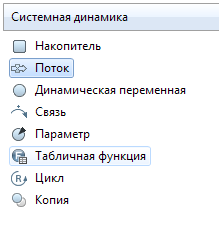 Системная динамика
Накопитель
Поток
Динамическая переменная
Связь
Параметр
Табличная функция
R Цикл
Копия